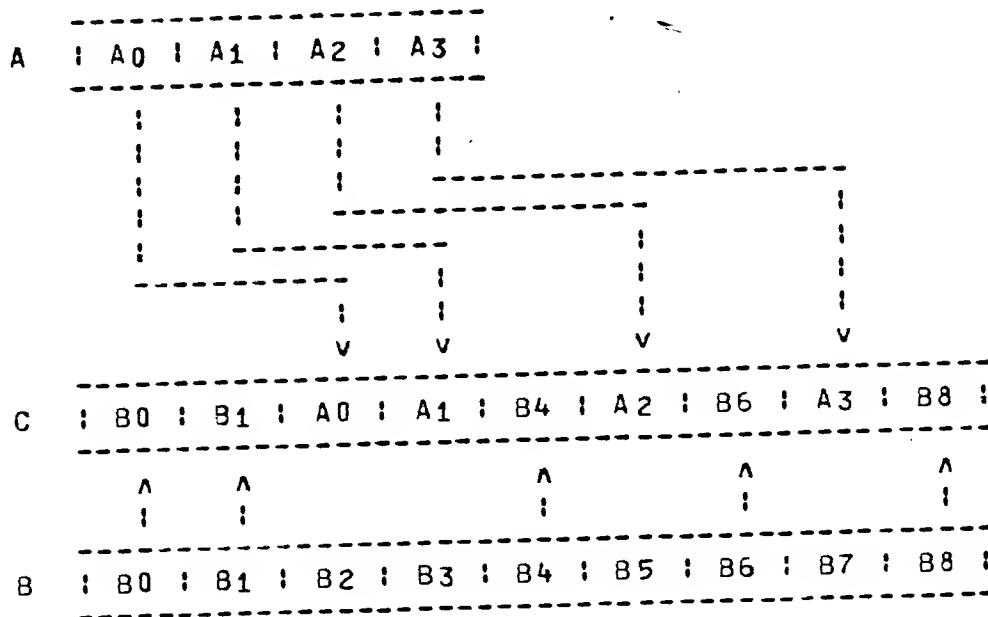 A ¦ A0 ¦ A1 ¦ A2 ¦ A3 ¦
C ¦ B0 ¦ B1 ¦ A0 ¦ A1 ¦ B4 ¦ A2 ¦ B6 ¦ A3 ¦ B8 ¦
B ¦ B0 ¦ B1 ¦ B2 ¦ B3 ¦ B4 ¦ B5 ¦ B6 ¦ B7 ¦ B8 ¦